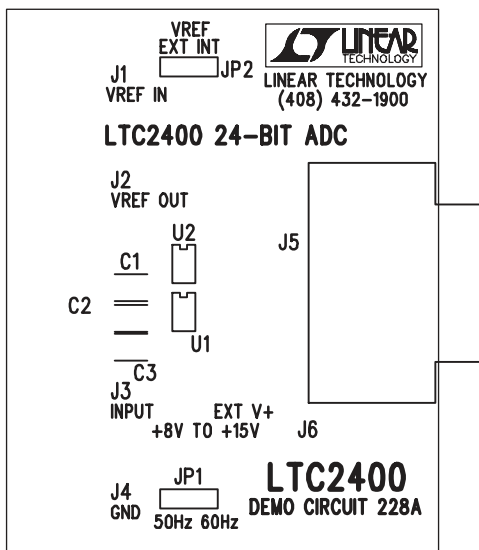 VREF
EXT INT
JP2
J1
VREF IN
LINEAR
TECHNOLOGY
LINEAR TECHNOLOGY
(408) 432-1900
LTC2400 24-BIT ADC
J2
VREF OUT
U2
J5
C1
C2
U1
C3
J3
INPUT
EXT V+
+8V TO +15V
J6
JP1
LTC2400
J4
GND
DEMO CIRCUIT 228A
50Hz 60Hz